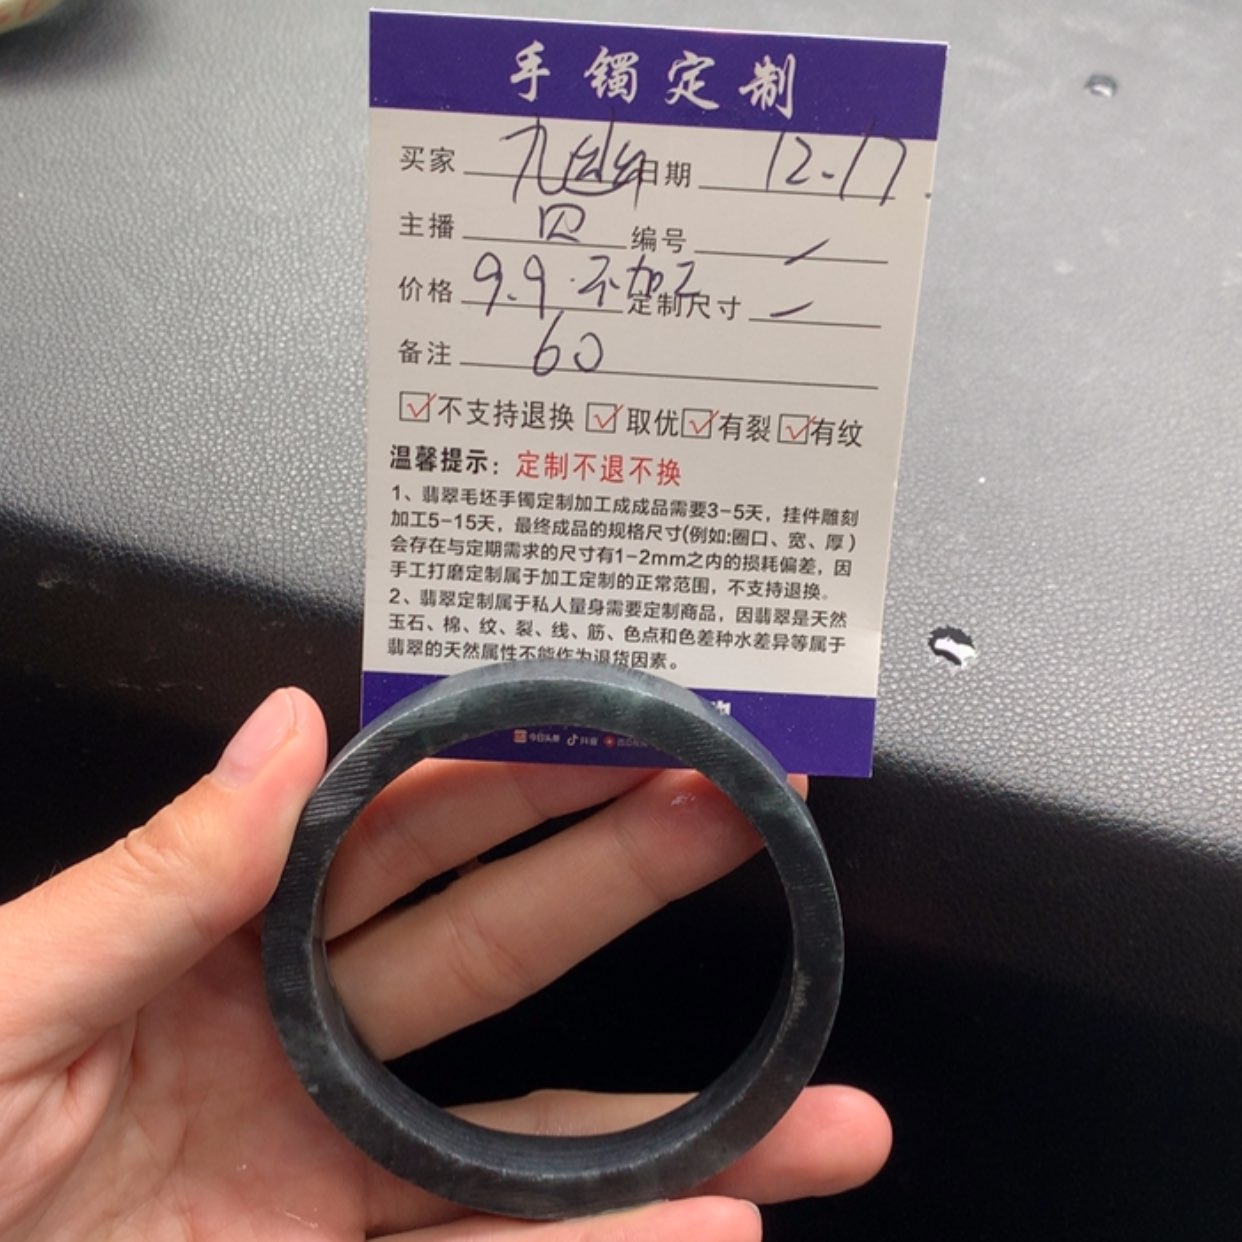 手镯定制
买家 九幽 日期 12.17.
主播 贝 编号
价格 9.9.不加工 定制尺寸
备注 60
不支持退换 取优 有裂 有纹
温馨提示：定制不退不换
1、翡翠毛坯手镯定制加工成成品需要3-5天，挂件雕刻
加工5-15天，最终成品的规格尺寸(例如:圈口、宽、厚）
会存在与定期需求的尺寸有1-2mm之内的损耗偏差，因
手工打磨定制属于加工定制的正常范围，不支持退换。
2、翡翠定制属于私人量身需要定制商品，因翡翠是天然
玉石、棉、纹、裂、线、筋、色点和色差种水差异等属于
翡翠的天然属性不能作为退货因素。
今日头条 抖音